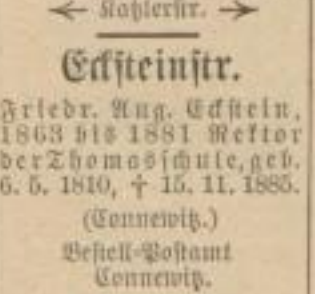 ← Katzlerstr. →
Ecksteinstr.
Friedr. Aug. Eckstein,
1863 bis 1881 Rektor
der Thomasschule, geb.
6. 5. 1810, † 15. 11. 1885.
(Connewitz.)
Bestell-Postamt
Connewitz.